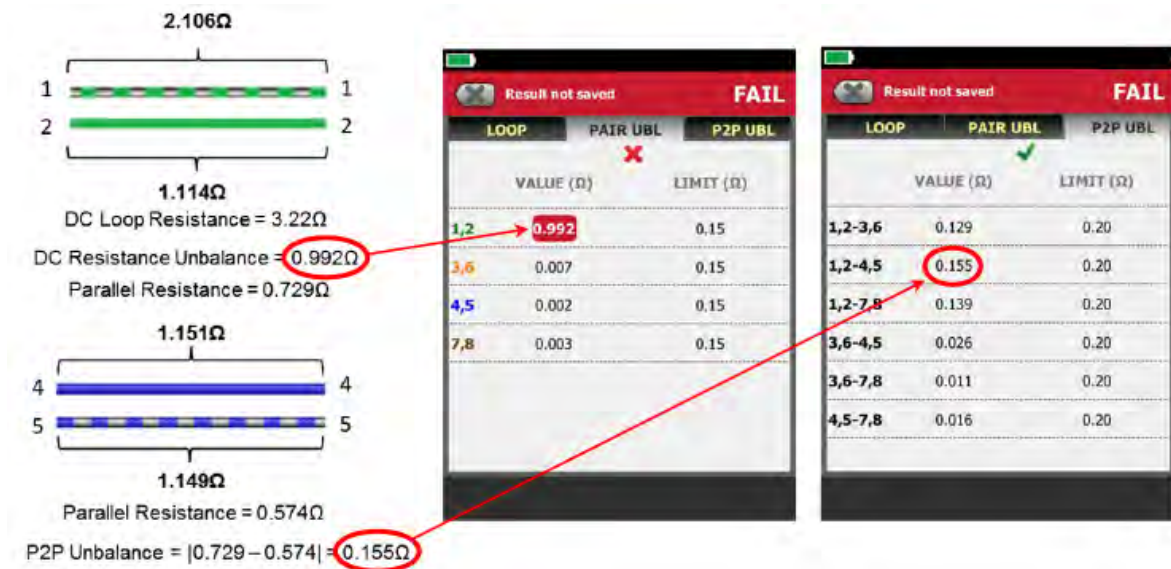 2.106Ω
1 1
2 2
1.114Ω
DC Loop Resistance = 3.22Ω
DC Resistance Unbalance = 0.992Ω
Parallel Resistance = 0.729Ω
1.151Ω
4 4
5 5
1.149Ω
Parallel Resistance = 0.574Ω
P2P Unbalance = |0.729 – 0.574| = 0.155Ω
Result not saved FAIL
LOOP PAIR UBL P2P UBL
VALUE (Ω) LIMIT (Ω)
1,2 0.992 0.15
3,6 0.007 0.15
4,5 0.002 0.15
7,8 0.003 0.15
Result not saved FAIL
LOOP PAIR UBL P2P UBL
VALUE (Ω) LIMIT (Ω)
1,2-3,6 0.129 0.20
1,2-4,5 0.155 0.20
1,2-7,8 0.139 0.20
3,6-4,5 0.026 0.20
3,6-7,8 0.011 0.20
4,5-7,8 0.016 0.20